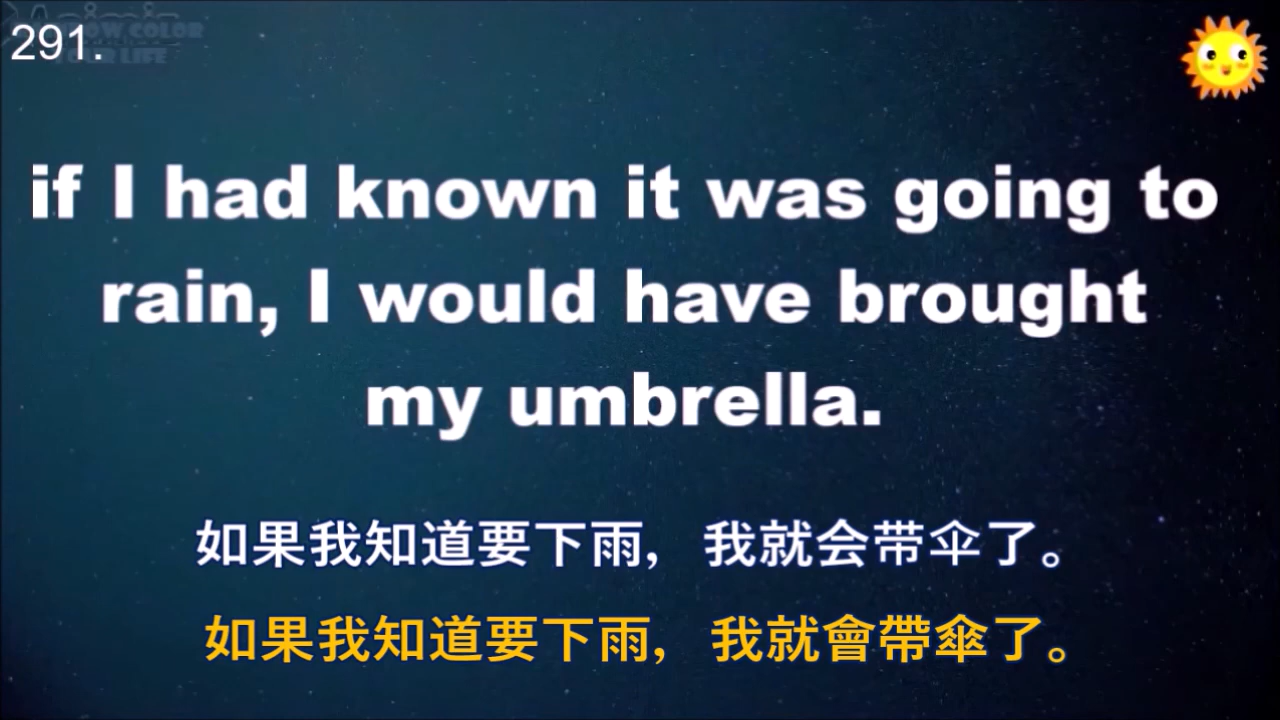 291.
if I had known it was going to
rain, I would have brought
my umbrella.
如果我知道要下雨，我就会带伞了。
如果我知道要下雨，我就會帶傘了。